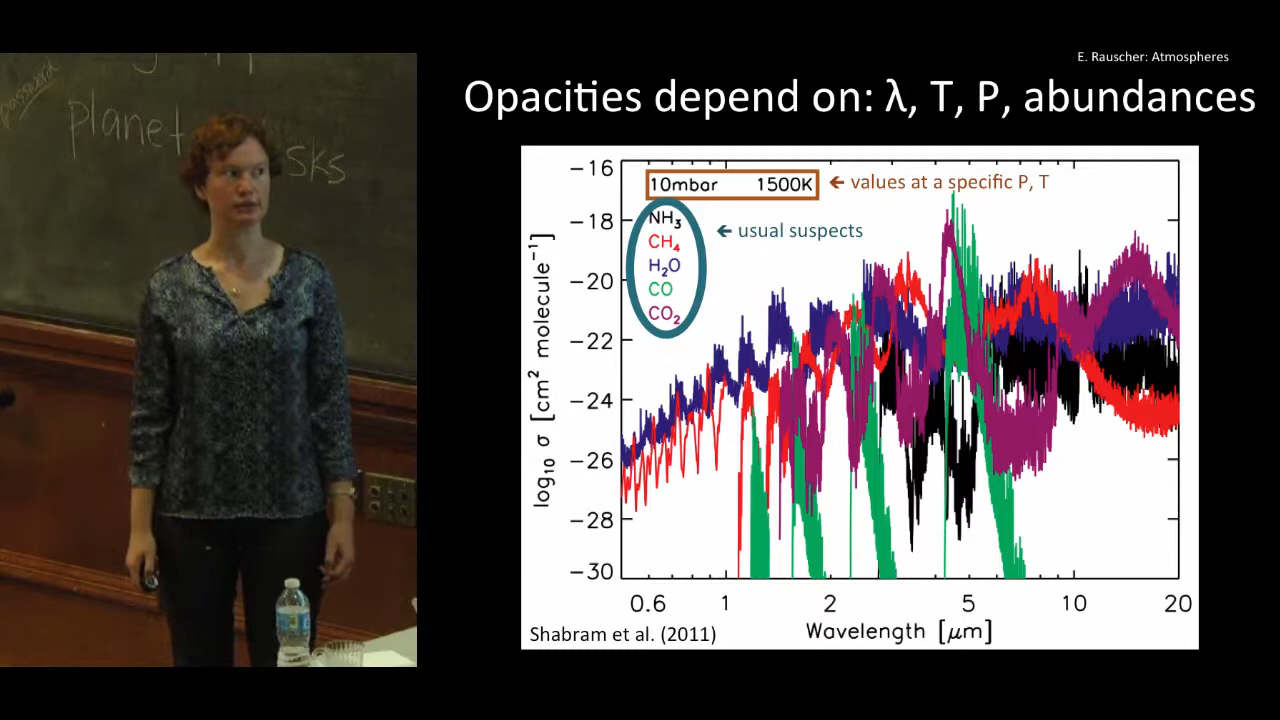 E. Rauscher: Atmospheres
Opacities depend on: λ, T, P, abundances
password
planet
sks
10mbar 1500K
← values at a specific P, T
NH₃
← usual suspects
CH₄
H₂O
CO
CO₂
log₁₀ σ [cm² molecule⁻¹]
−16
−18
−20
−22
−24
−26
−28
−30
0.6 1 2 5 10 20
Wavelength [μm]
Shabram et al. (2011)